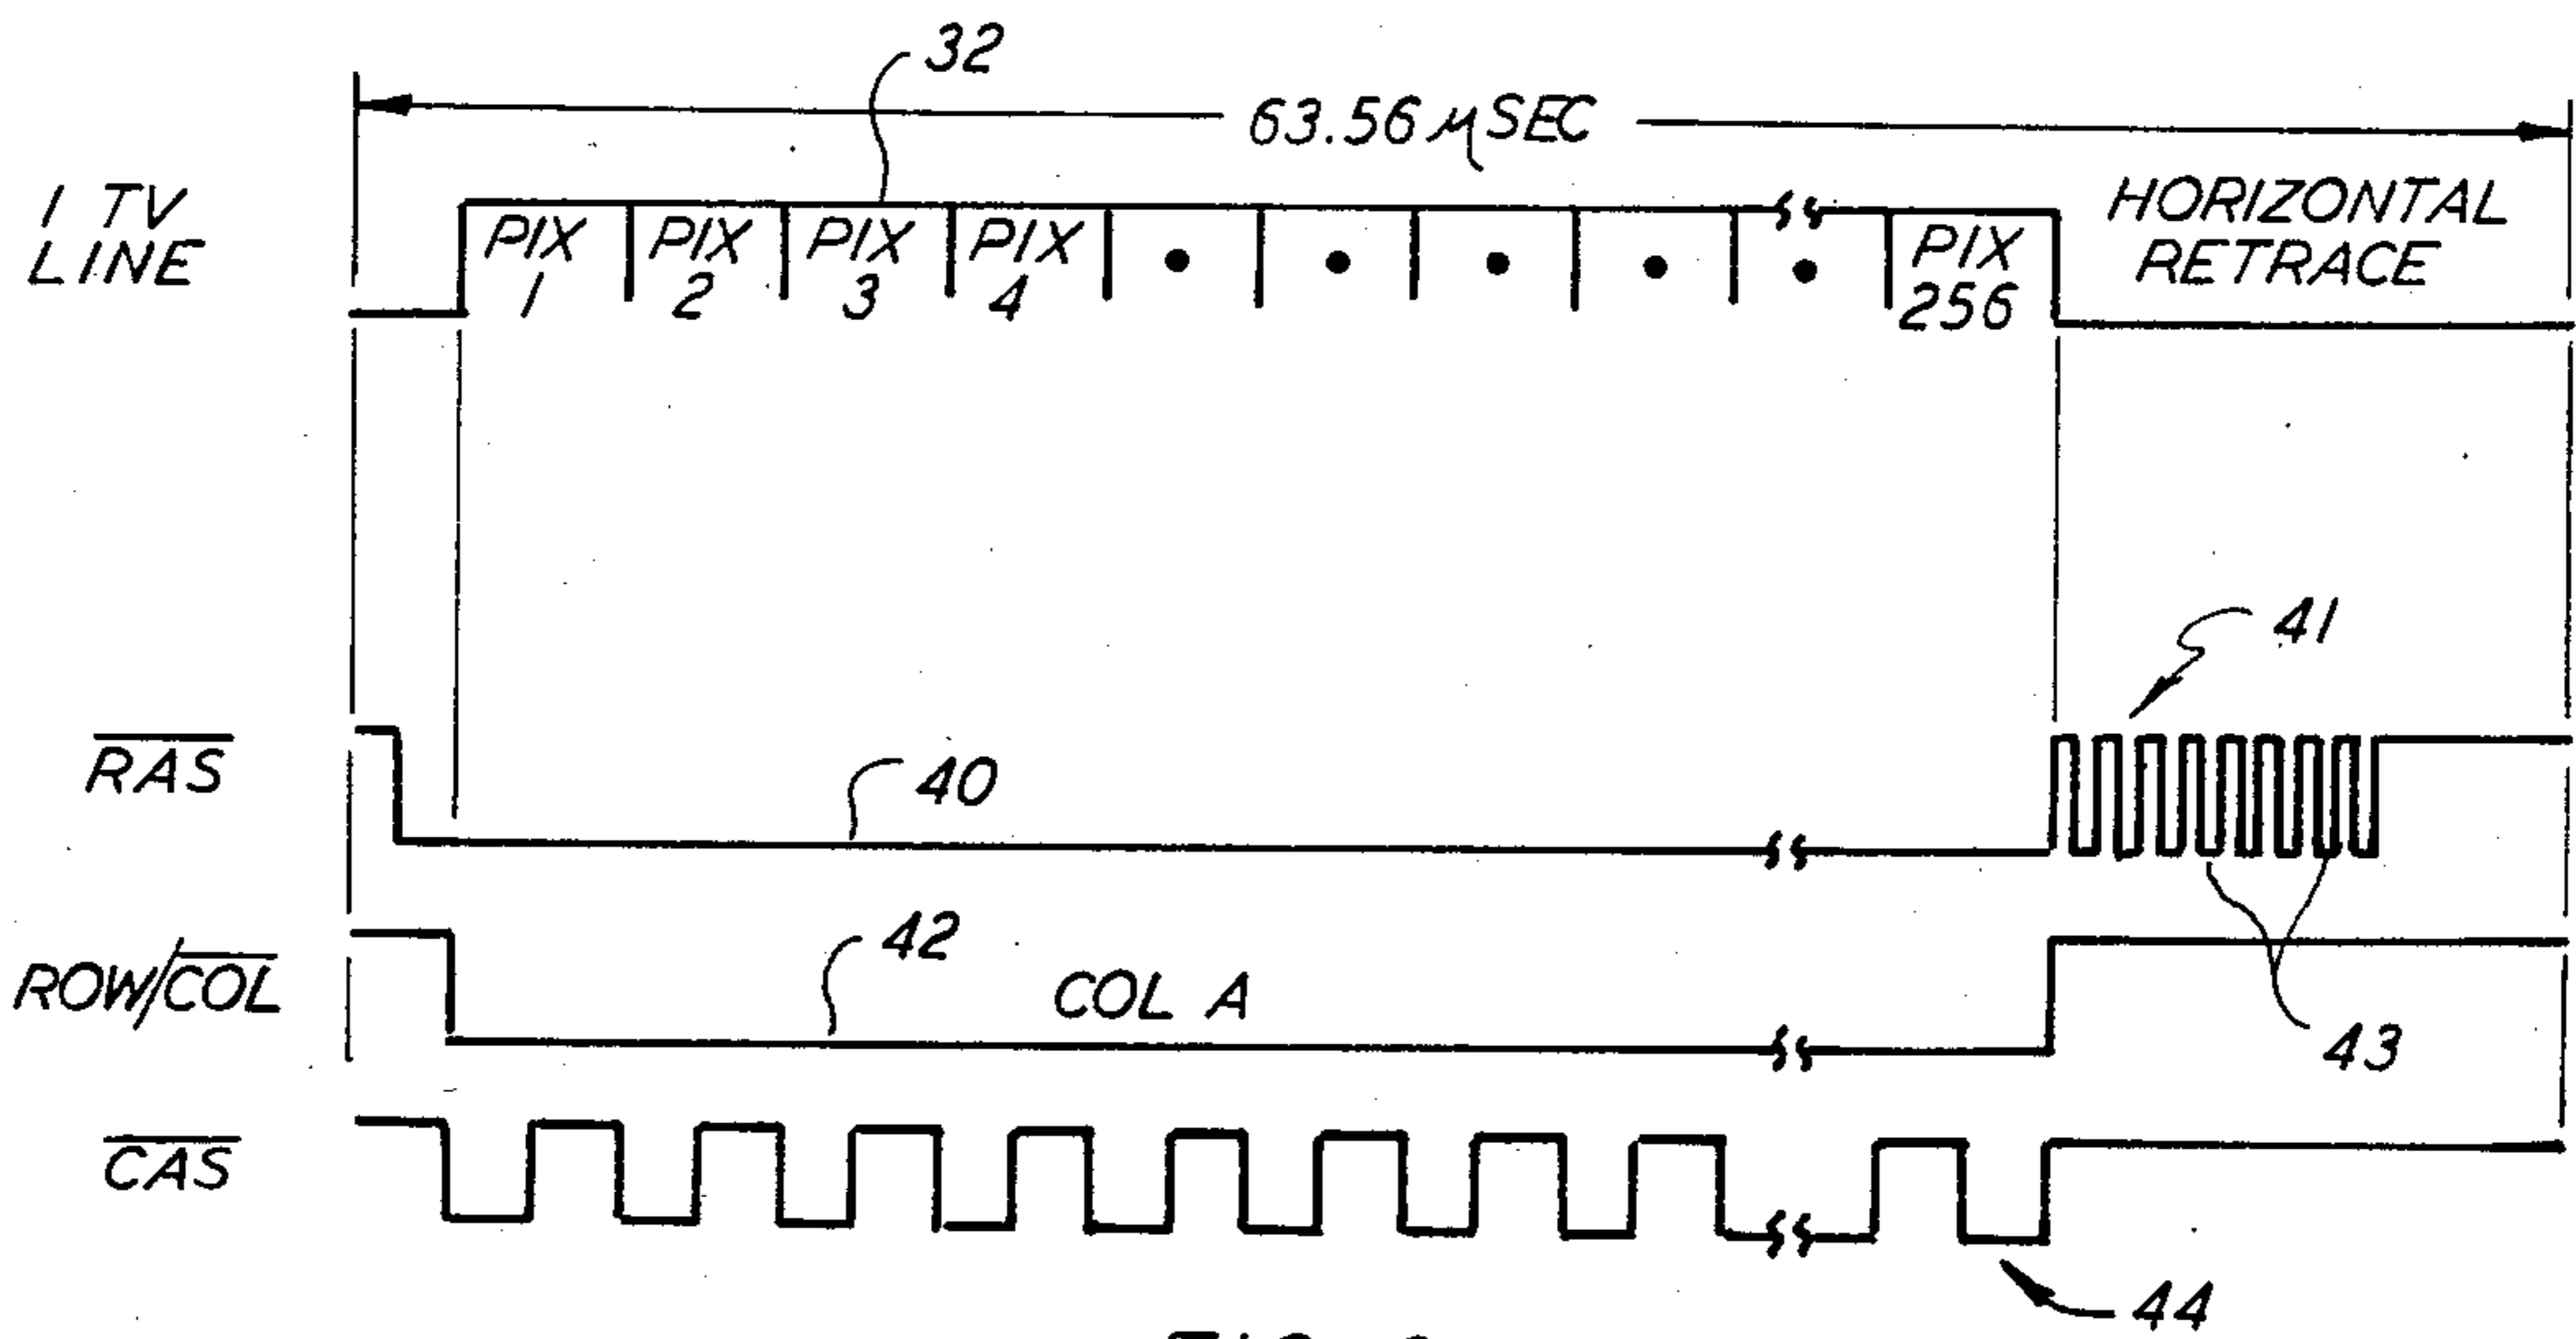 32
63.56 μSEC
1 TV
LINE
PIX
1
PIX
2
PIX
3
PIX
4
PIX
256
HORIZONTAL
RETRACE
41
RAS
40
43
ROW/COL
42
COL A
CAS
44